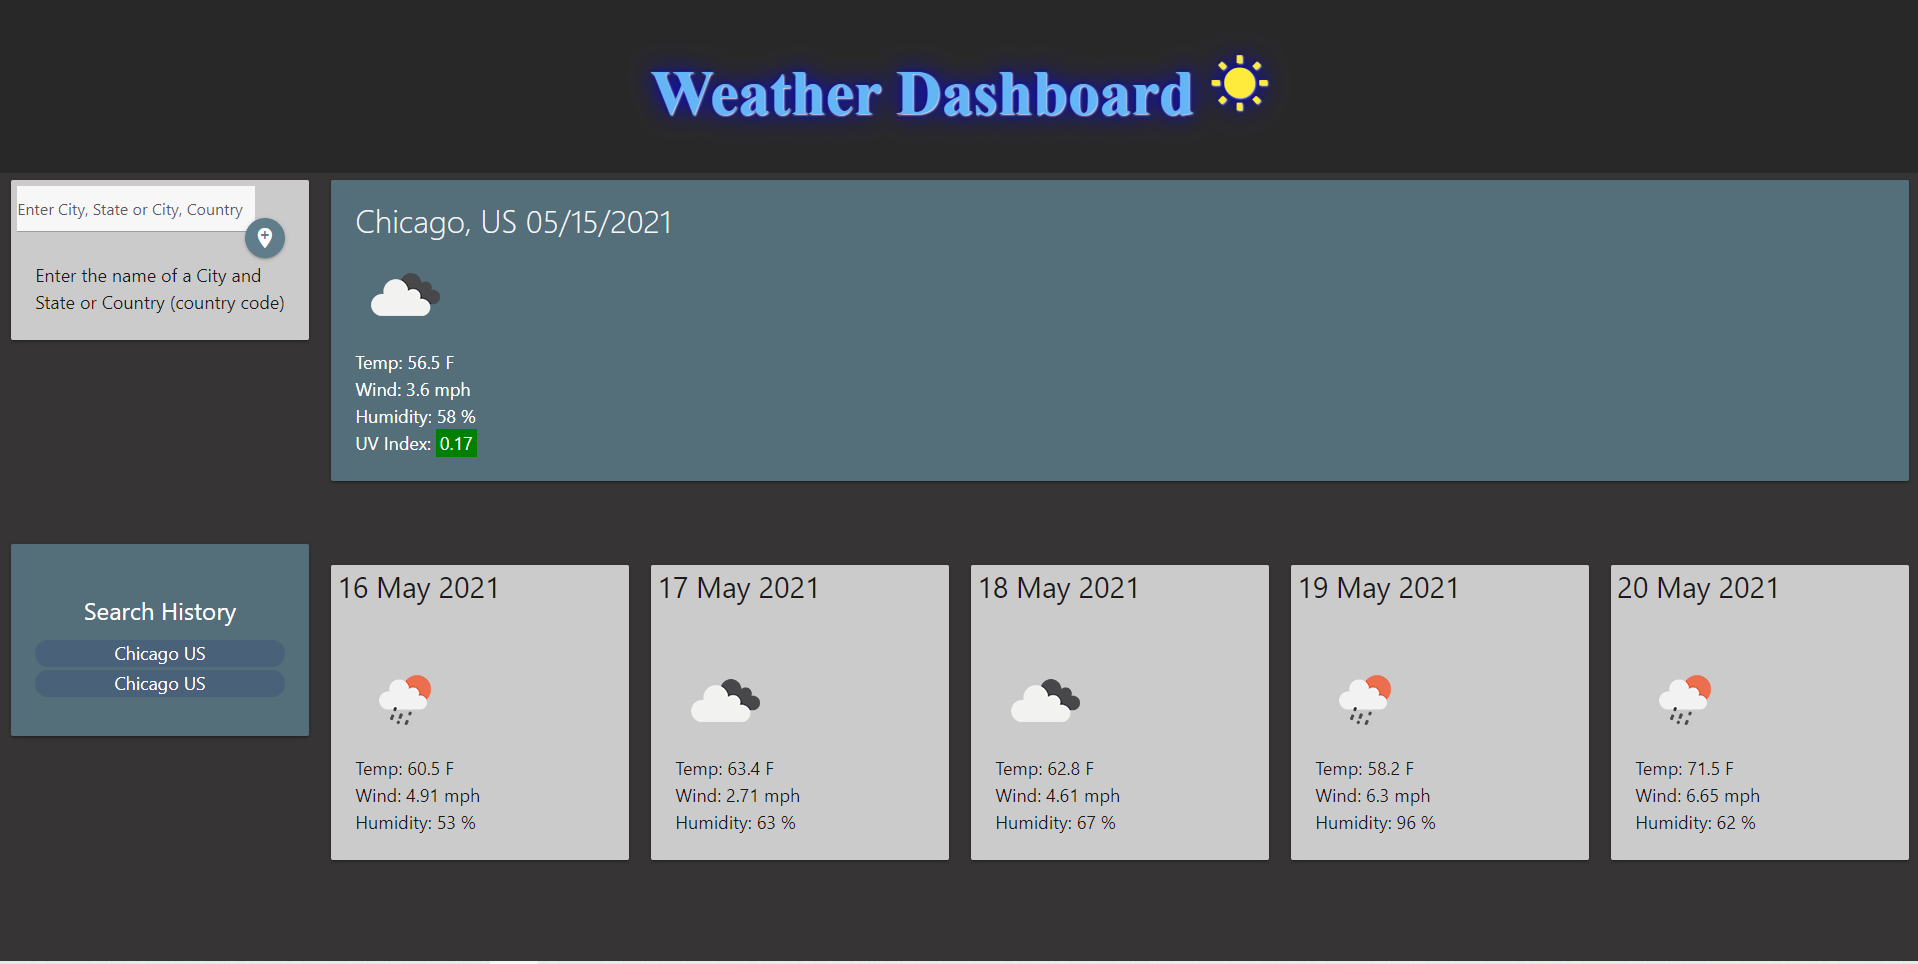 Weather Dashboard
Enter City, State or City, Country
Enter the name of a City and
State or Country (country code)
Chicago, US 05/15/2021
Temp: 56.5 F
Wind: 3.6 mph
Humidity: 58 %
UV Index: 0.17
Search History
Chicago US
Chicago US
16 May 2021
Temp: 60.5 F
Wind: 4.91 mph
Humidity: 53 %
17 May 2021
Temp: 63.4 F
Wind: 2.71 mph
Humidity: 63 %
18 May 2021
Temp: 62.8 F
Wind: 4.61 mph
Humidity: 67 %
19 May 2021
Temp: 58.2 F
Wind: 6.3 mph
Humidity: 96 %
20 May 2021
Temp: 71.5 F
Wind: 6.65 mph
Humidity: 62 %